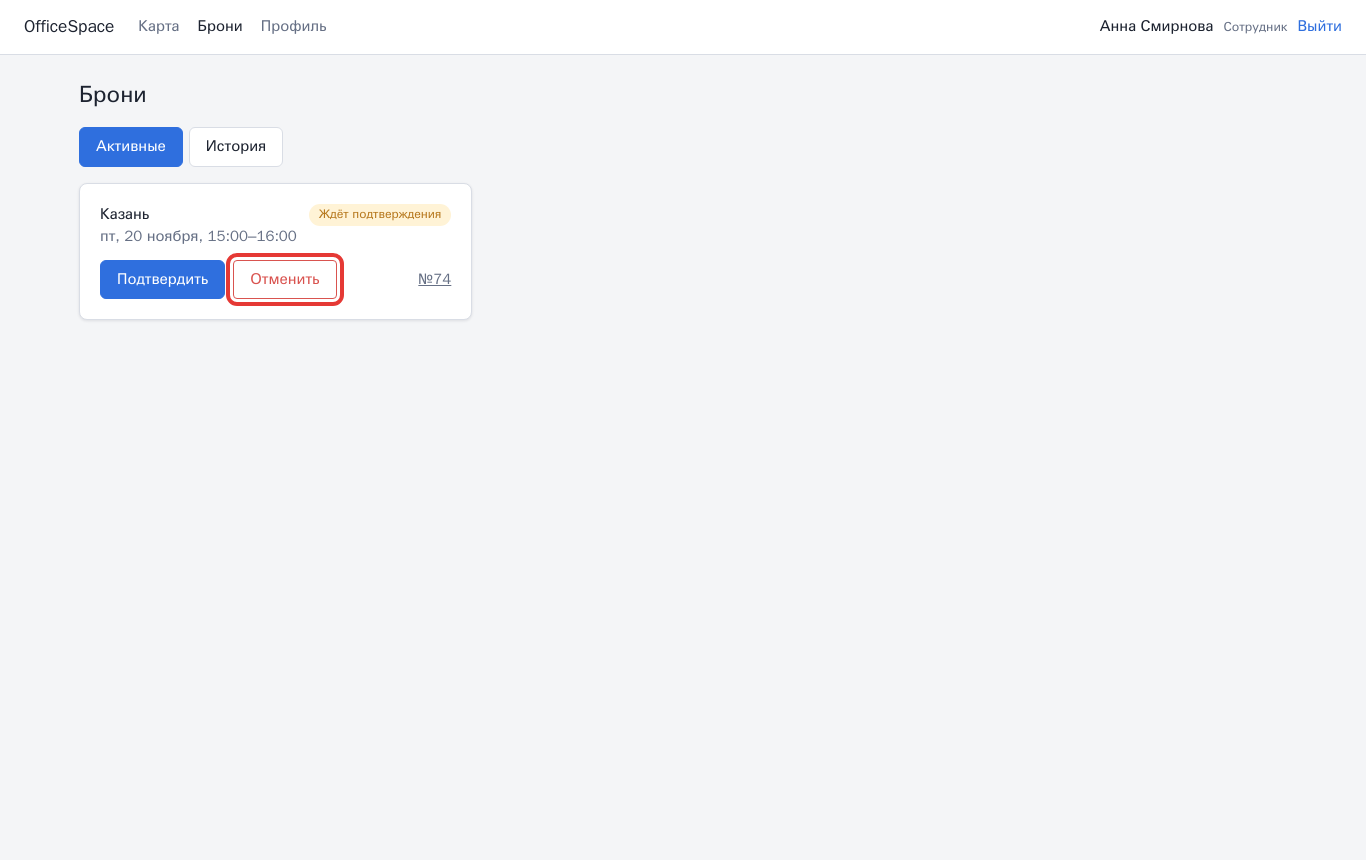 OfficeSpace Карта Брони Профиль Анна Смирнова Сотрудник Выйти
Брони
Активные История
Казань Ждёт подтверждения
пт, 20 ноября, 15:00–16:00
Подтвердить Отменить №74